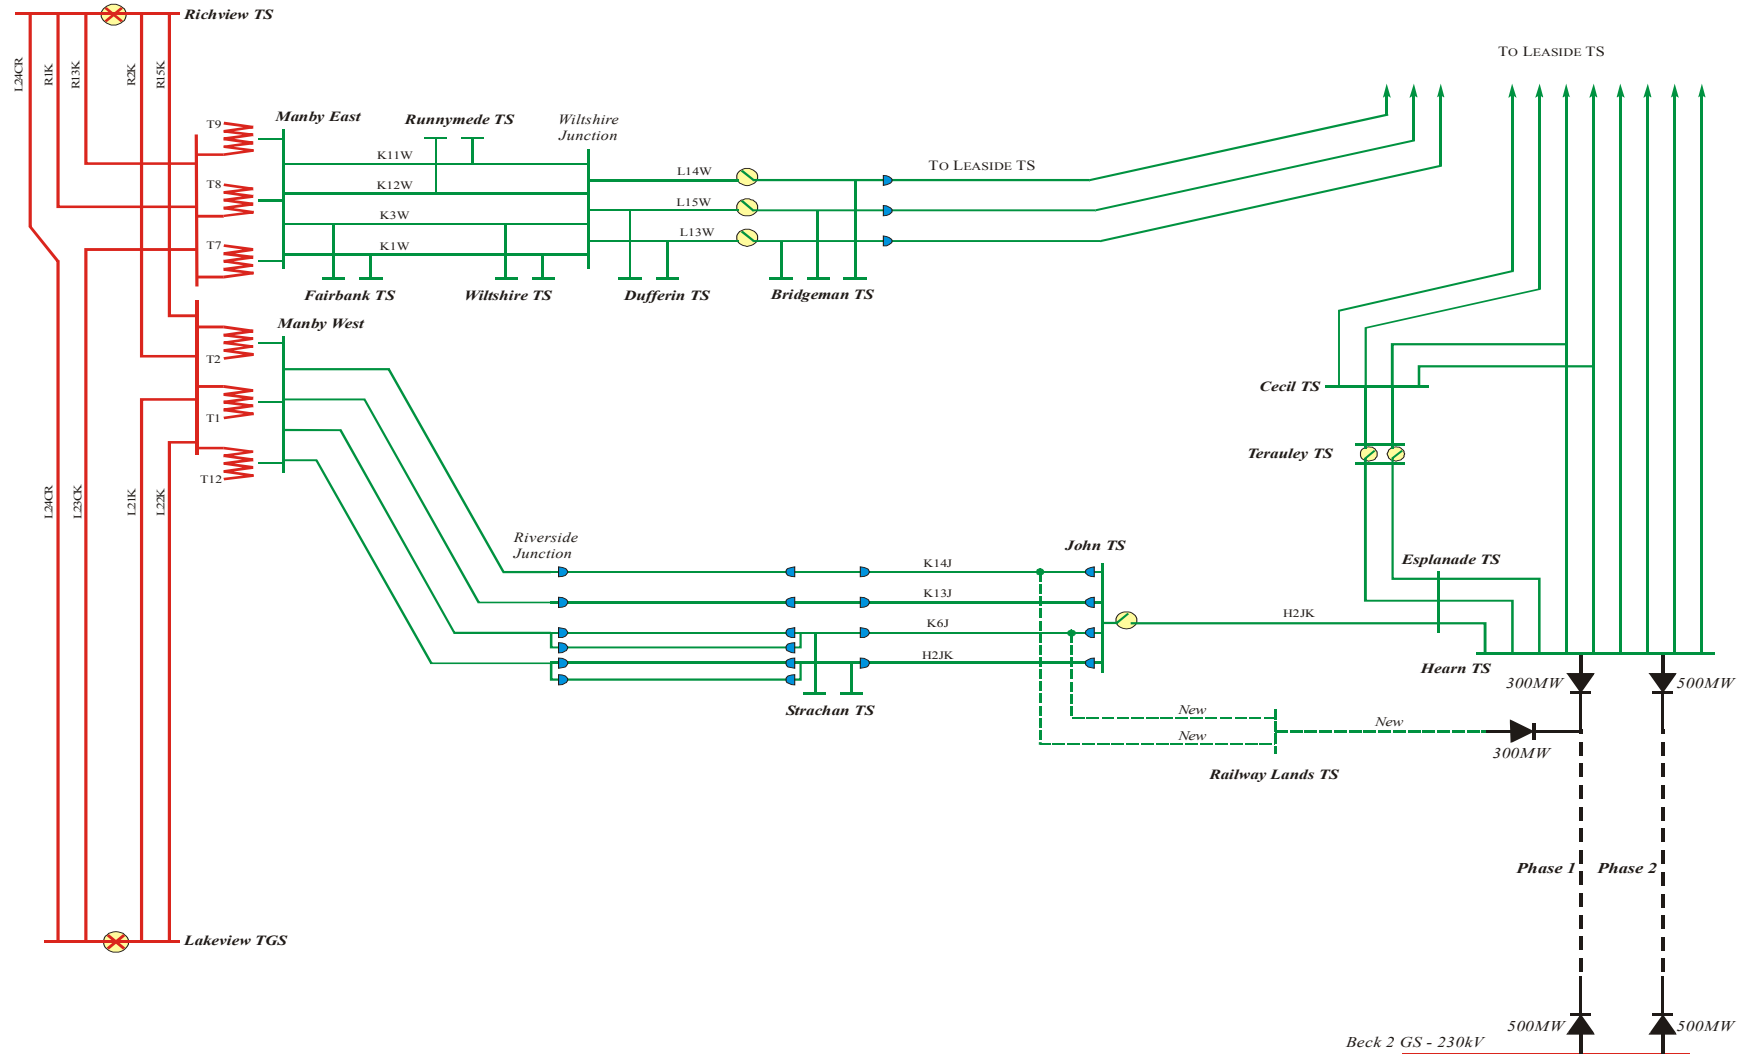 Richview TS
TO LEASIDE TS
L24CR
R1K
R13K
R2K
R15K
T9
Manby East
Runnymede TS
Wiltshire
Junction
K11W
L14W
TO LEASIDE TS
T8
K12W
L15W
K3W
L13W
T7
K1W
Fairbank TS
Wiltshire TS
Dufferin TS
Bridgeman TS
Manby West
T2
Cecil TS
T1
Terauley TS
T12
L24CR
L23CK
L21K
L22K
Riverside
Junction
John TS
Esplanade TS
K14J
K13J
K6J
H2JK
H2JK
Hearn TS
300MW
500MW
Strachan TS
New
New
New
300MW
Railway Lands TS
Phase 1
Phase 2
Lakeview TGS
500MW
500MW
Beck 2 GS - 230kV